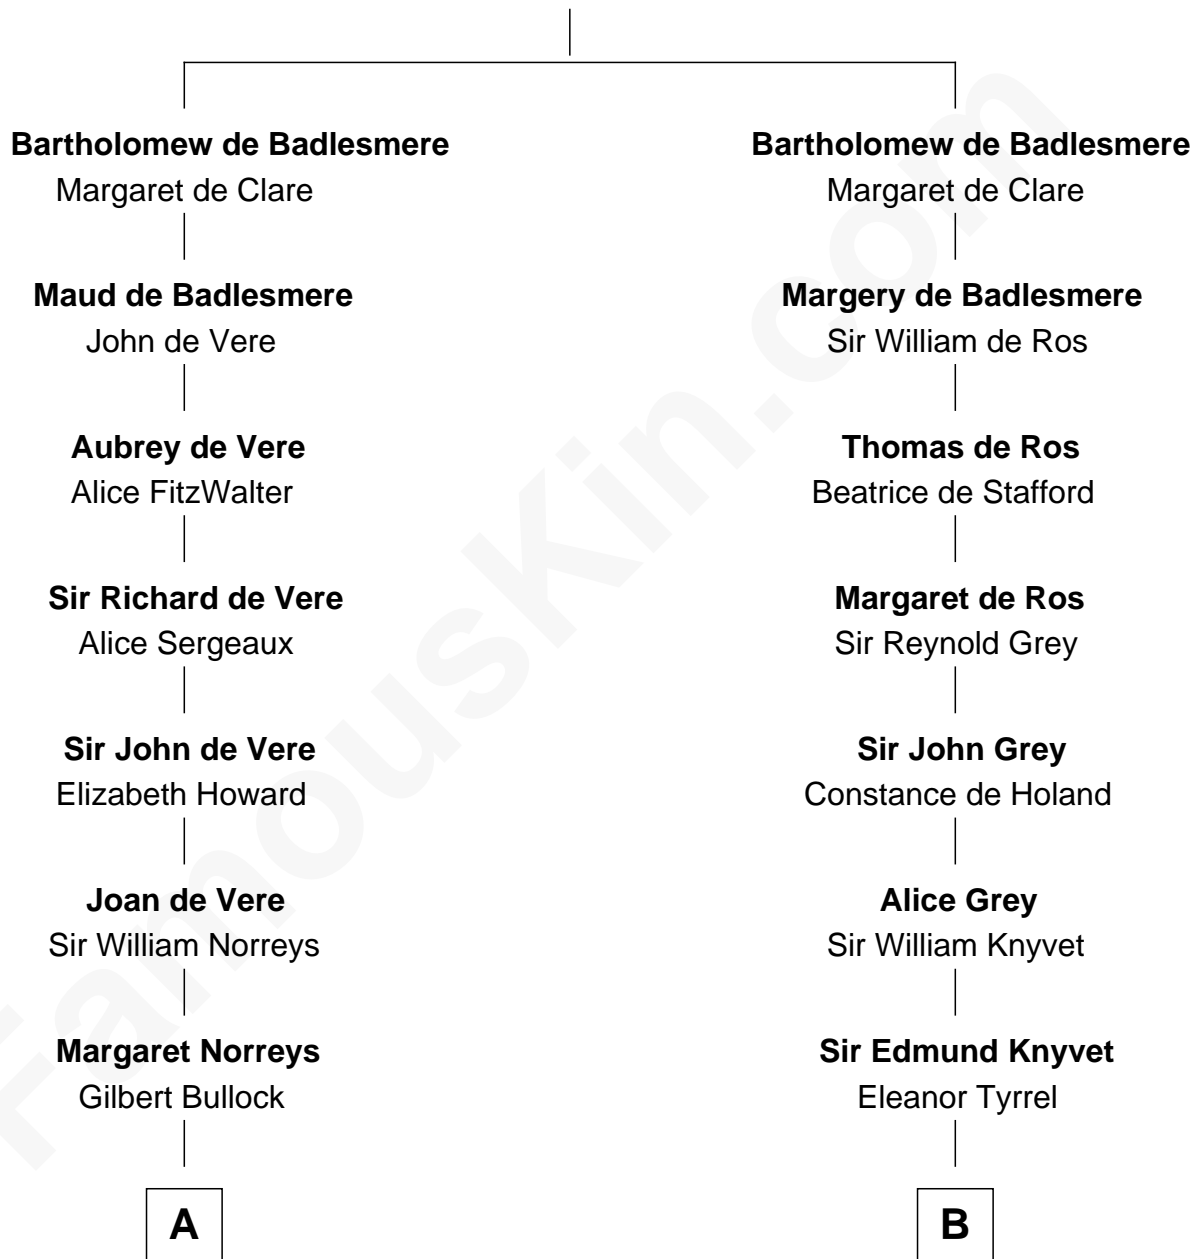 Bartholomew de Badlesmere
Margaret de Clare
Maud de Badlesmere
John de Vere
Aubrey de Vere
Alice FitzWalter
Sir Richard de Vere
Alice Sergeaux
Sir John de Vere
Elizabeth Howard
Joan de Vere
Sir William Norreys
Margaret Norreys
Gilbert Bullock
A
Bartholomew de Badlesmere
Margaret de Clare
Margery de Badlesmere
Sir William de Ros
Thomas de Ros
Beatrice de Stafford
Margaret de Ros
Sir Reynold Grey
Sir John Grey
Constance de Holand
Alice Grey
Sir William Knyvet
Sir Edmund Knyvet
Eleanor Tyrrel
B
FamousKin.com